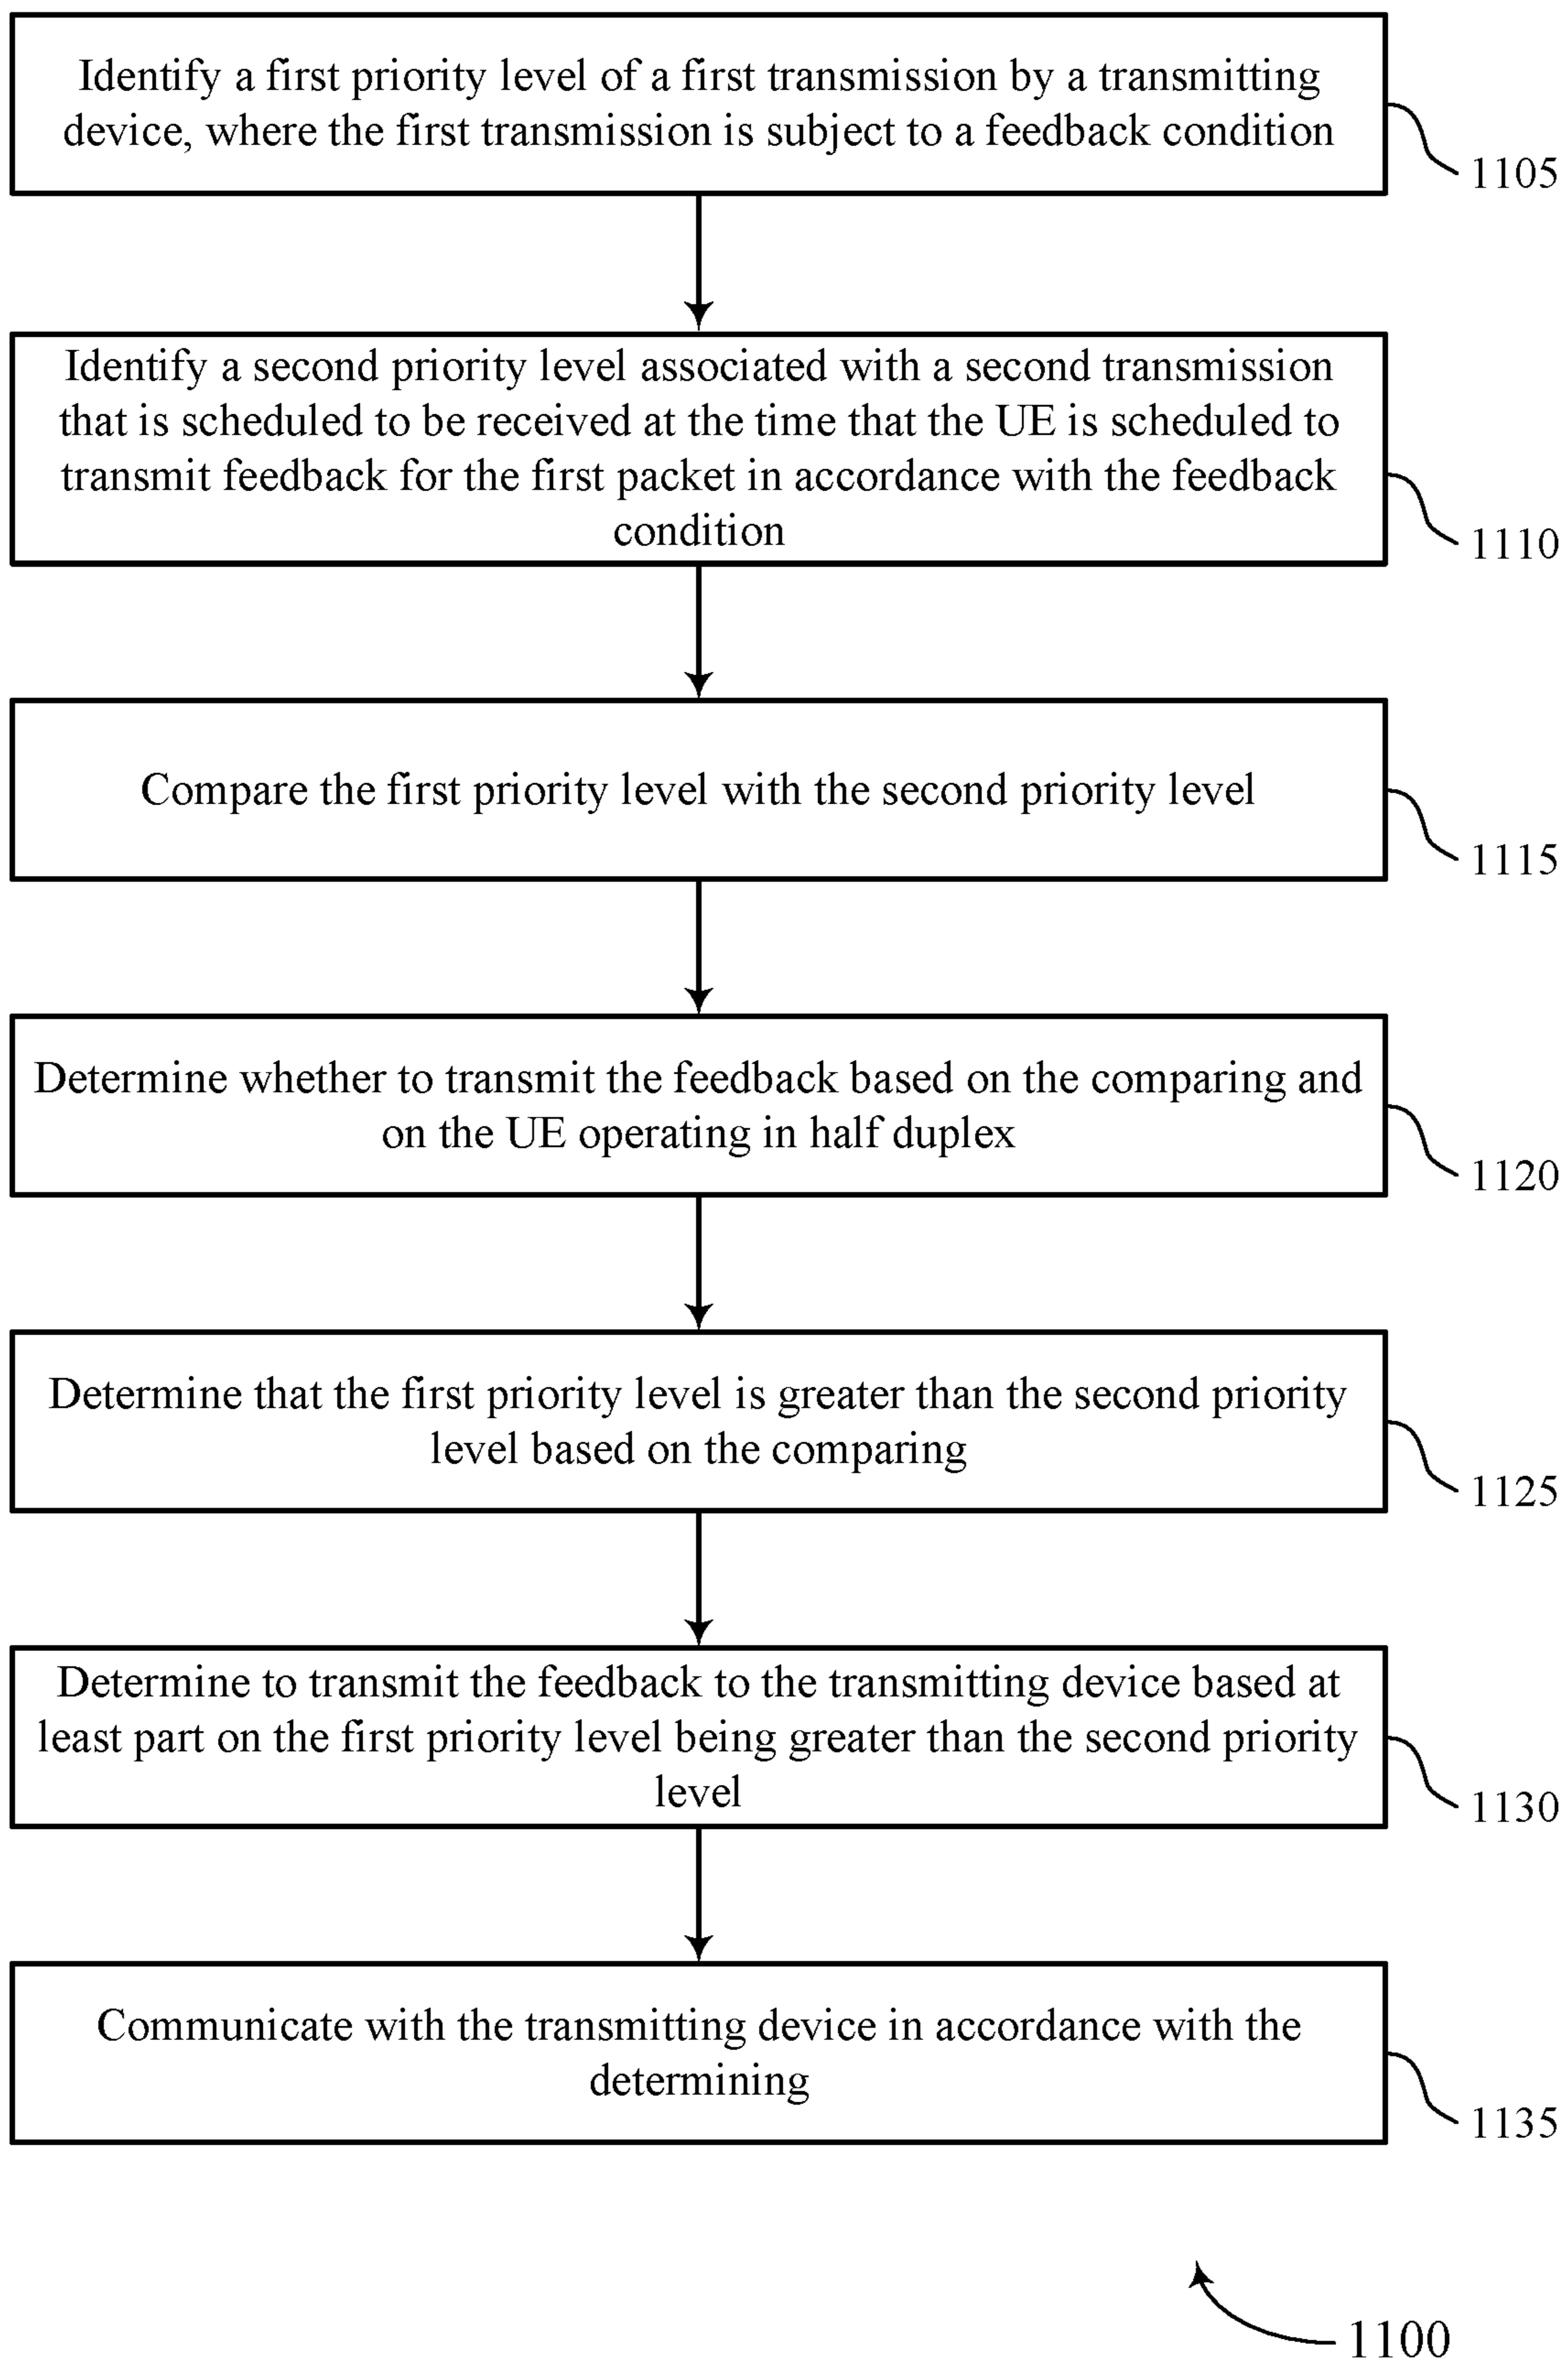 Identify a first priority level of a first transmission by a transmitting
device, where the first transmission is subject to a feedback condition
1105
Identify a second priority level associated with a second transmission
that is scheduled to be received at the time that the UE is scheduled to
transmit feedback for the first packet in accordance with the feedback
condition
1110
Compare the first priority level with the second priority level
1115
Determine whether to transmit the feedback based on the comparing and
on the UE operating in half duplex
1120
Determine that the first priority level is greater than the second priority
level based on the comparing
1125
Determine to transmit the feedback to the transmitting device based at
least part on the first priority level being greater than the second priority
level
1130
Communicate with the transmitting device in accordance with the
determining
1135
1100